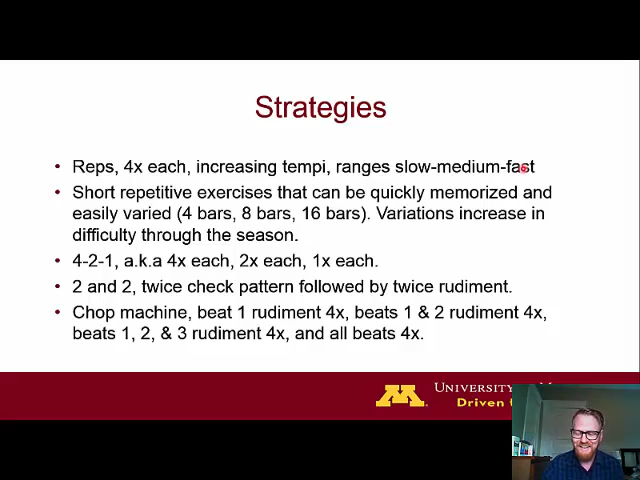 Strategies
• Reps, 4x each, increasing tempi, ranges slow-medium-fast
• Short repetitive exercises that can be quickly memorized and
easily varied (4 bars, 8 bars, 16 bars). Variations increase in
difficulty through the season.
• 4-2-1, a.k.a 4x each, 2x each, 1x each.
• 2 and 2, twice check pattern followed by twice rudiment.
• Chop machine, beat 1 rudiment 4x, beats 1 & 2 rudiment 4x,
beats 1, 2, & 3 rudiment 4x, and all beats 4x.
M University
Driven